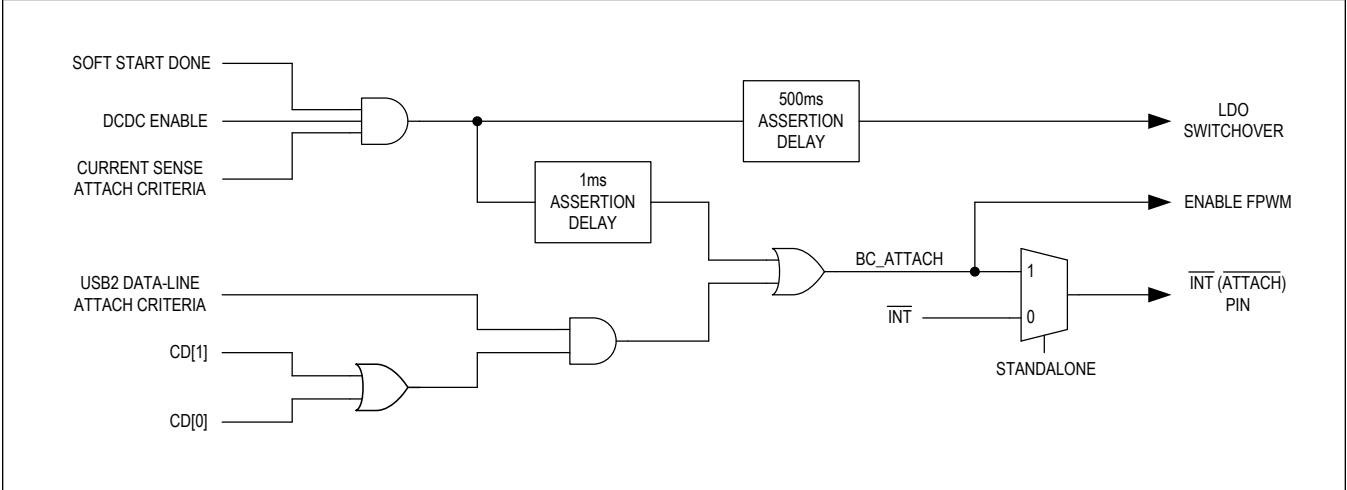 SOFT START DONE
DCDC ENABLE
CURRENT SENSE
ATTACH CRITERIA
500ms
ASSERTION
DELAY
LDO
SWITCHOVER
1ms
ASSERTION
DELAY
ENABLE FPWM
USB2 DATA-LINE
ATTACH CRITERIA
BC_ATTACH
1
0
INT
INT (ATTACH)
PIN
STANDALONE
CD[1]
CD[0]